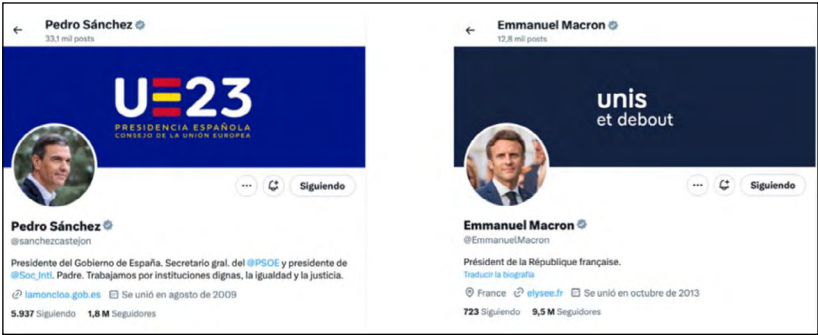 Pedro Sánchez
33,1 mil posts
UE23
PRESIDENCIA ESPAÑOLA
CONSEJO DE LA UNIÓN EUROPEA
Siguiendo
Pedro Sánchez
@sanchezcastejon
Presidente del Gobierno de España. Secretario gral. del @PSOE y presidente de
@Soc_Intl. Padre. Trabajamos por instituciones dignas, la igualdad y la justicia.
lamoncloa.gob.es Se unió en agosto de 2009
5.937 Siguiendo 1,8 M Seguidores
Emmanuel Macron
12,8 mil posts
unis
et debout
Siguiendo
Emmanuel Macron
@EmmanuelMacron
Président de la République française.
Traducir la biografía
France elysee.fr Se unió en octubre de 2013
723 Siguiendo 9,5 M Seguidores